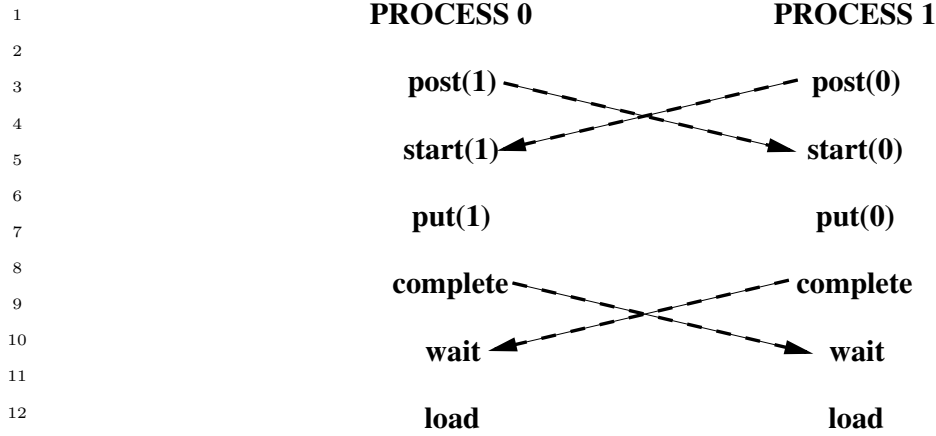 1 PROCESS 0 PROCESS 1
2
3 post(1) post(0)
4
5 start(1) start(0)
6
7 put(1) put(0)
8 complete complete
9
10 wait wait
11
12 load load